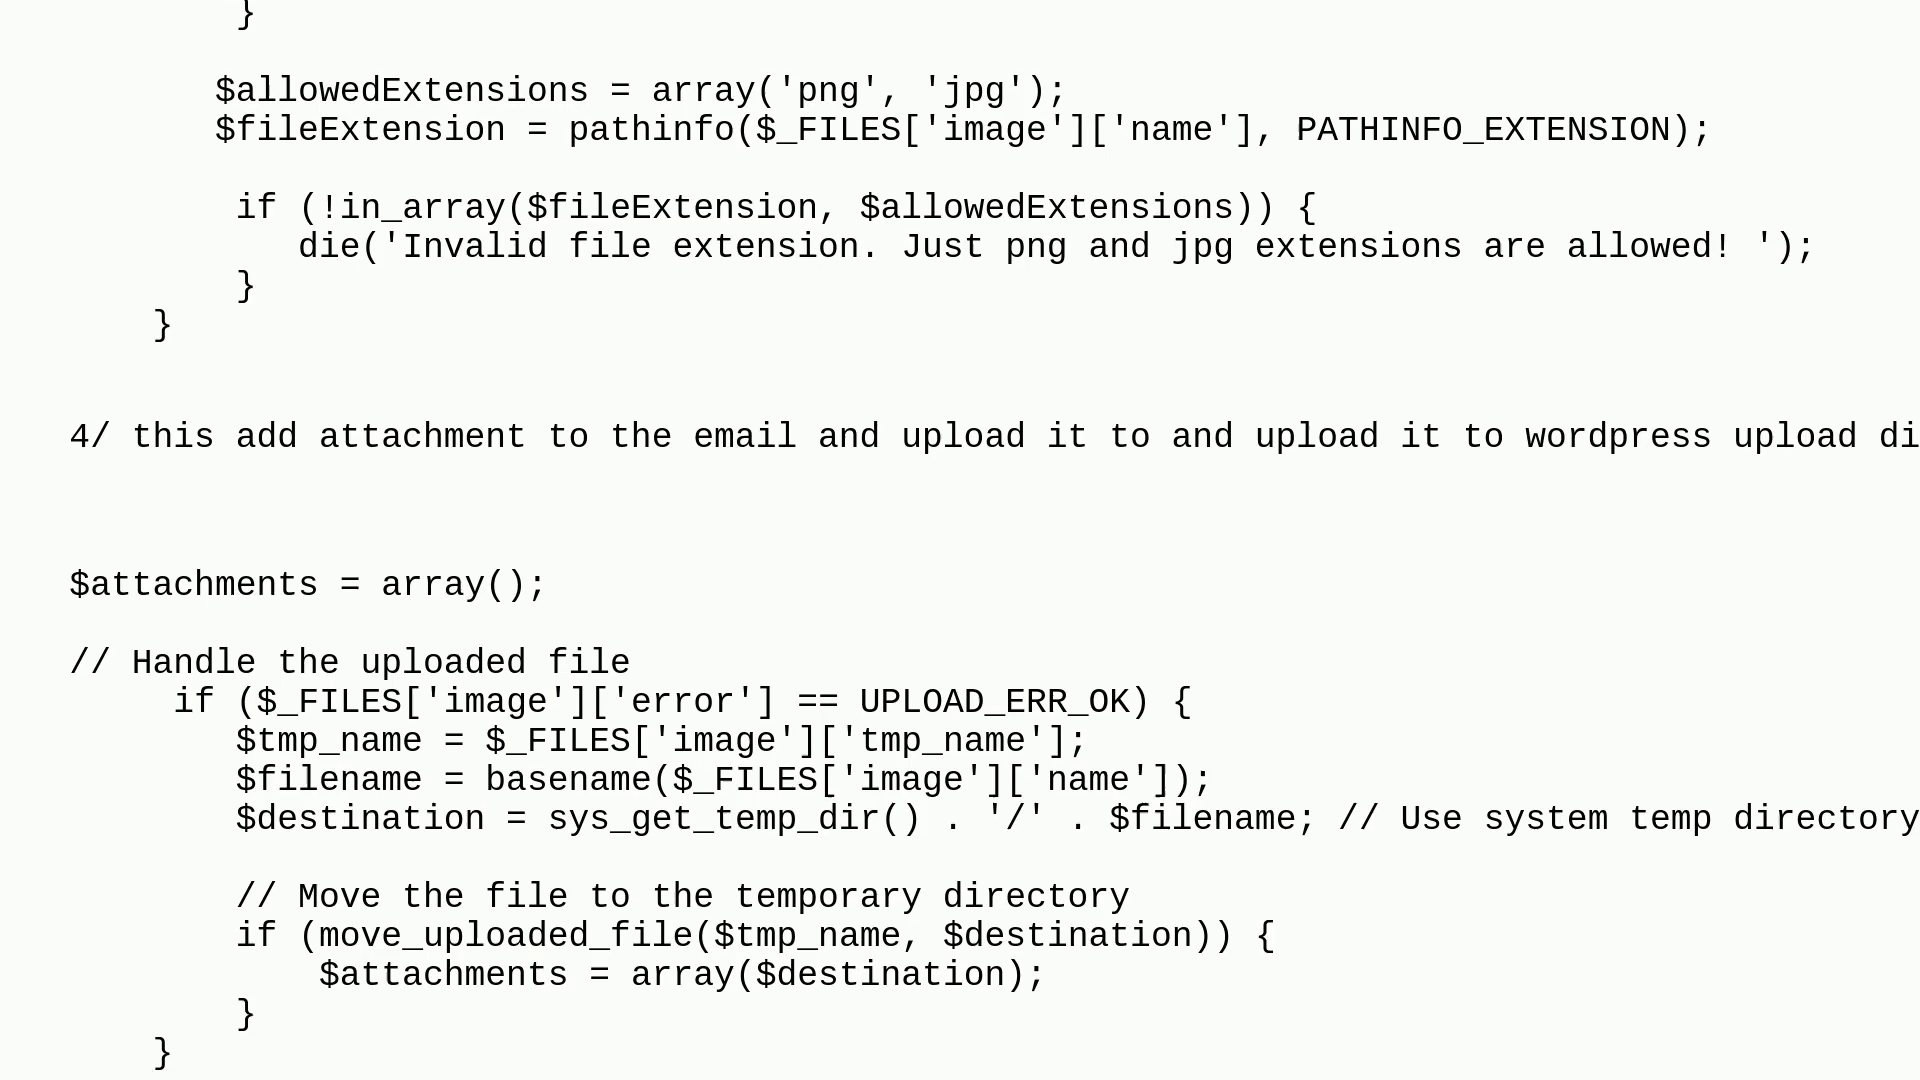 }
$allowedExtensions = array('png', 'jpg');
$fileExtension = pathinfo($_FILES['image']['name'], PATHINFO_EXTENSION);
if (!in_array($fileExtension, $allowedExtensions)) {
die('Invalid file extension. Just png and jpg extensions are allowed! ');
}
}
4/ this add attachment to the email and upload it to and upload it to wordpress upload di
$attachments = array();
// Handle the uploaded file
if ($_FILES['image']['error'] == UPLOAD_ERR_OK) {
$tmp_name = $_FILES['image']['tmp_name'];
$filename = basename($_FILES['image']['name']);
$destination = sys_get_temp_dir() . '/' . $filename; // Use system temp directory
// Move the file to the temporary directory
if (move_uploaded_file($tmp_name, $destination)) {
$attachments = array($destination);
}
}